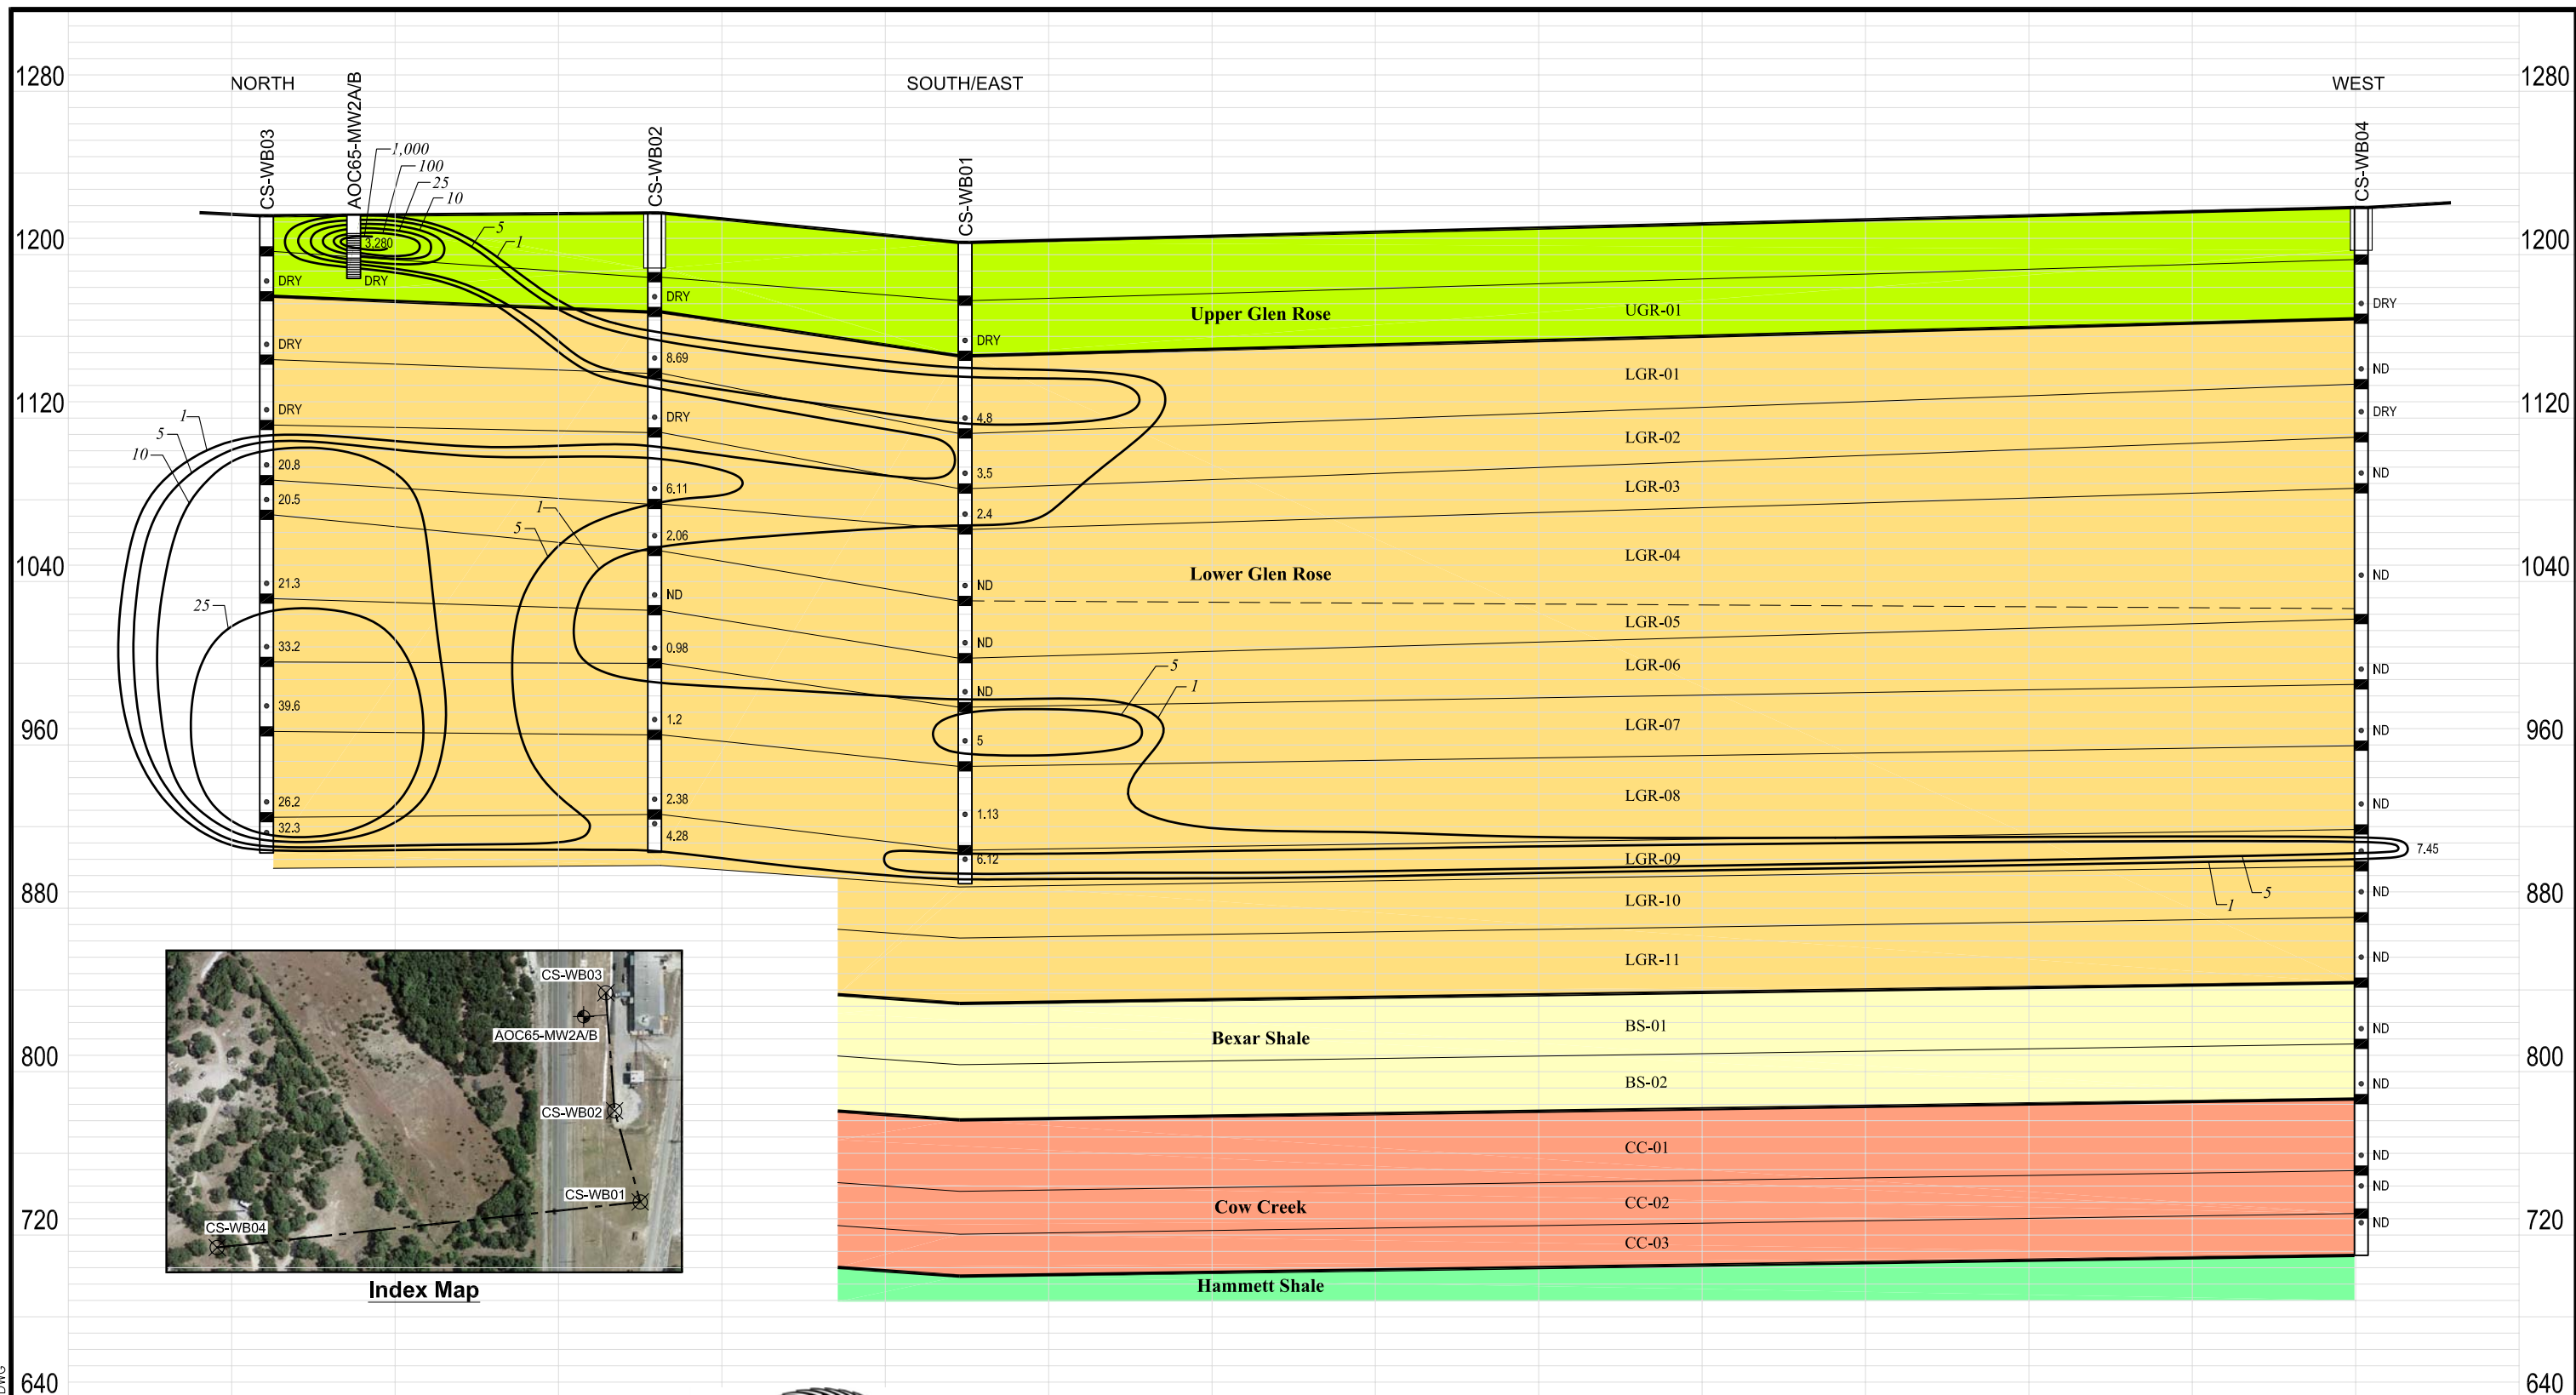 1280
1200
1120
1040
960
880
800
720
640
NORTH
SOUTH/EAST
WEST
CS-WB03
AOC65-MW2A/B
CS-WB02
CS-WB01
CS-WB04
1,000
100
25
10
5
1
3.280
DRY
DRY
DRY
DRY
20.8
20.5
21.3
33.2
39.6
26.2
32.3
1
5
10
25
DRY
8.69
DRY
6.11
2.06
ND
0.98
1.2
2.38
4.28
1
5
DRY
4.8
3.5
2.4
ND
ND
ND
5
1.13
6.12
5
1
Upper Glen Rose
Lower Glen Rose
Bexar Shale
Cow Creek
Hammett Shale
UGR-01
LGR-01
LGR-02
LGR-03
LGR-04
LGR-05
LGR-06
LGR-07
LGR-08
LGR-09
LGR-10
LGR-11
BS-01
BS-02
CC-01
CC-02
CC-03
DRY
ND
DRY
ND
ND
ND
ND
ND
7.45
1
5
ND
ND
ND
ND
ND
ND
ND
1280
1200
1120
1040
960
880
800
720
640
CS-WB03
AOC65-MW2A/B
CS-WB02
CS-WB01
CS-WB04
Index Map
DWG